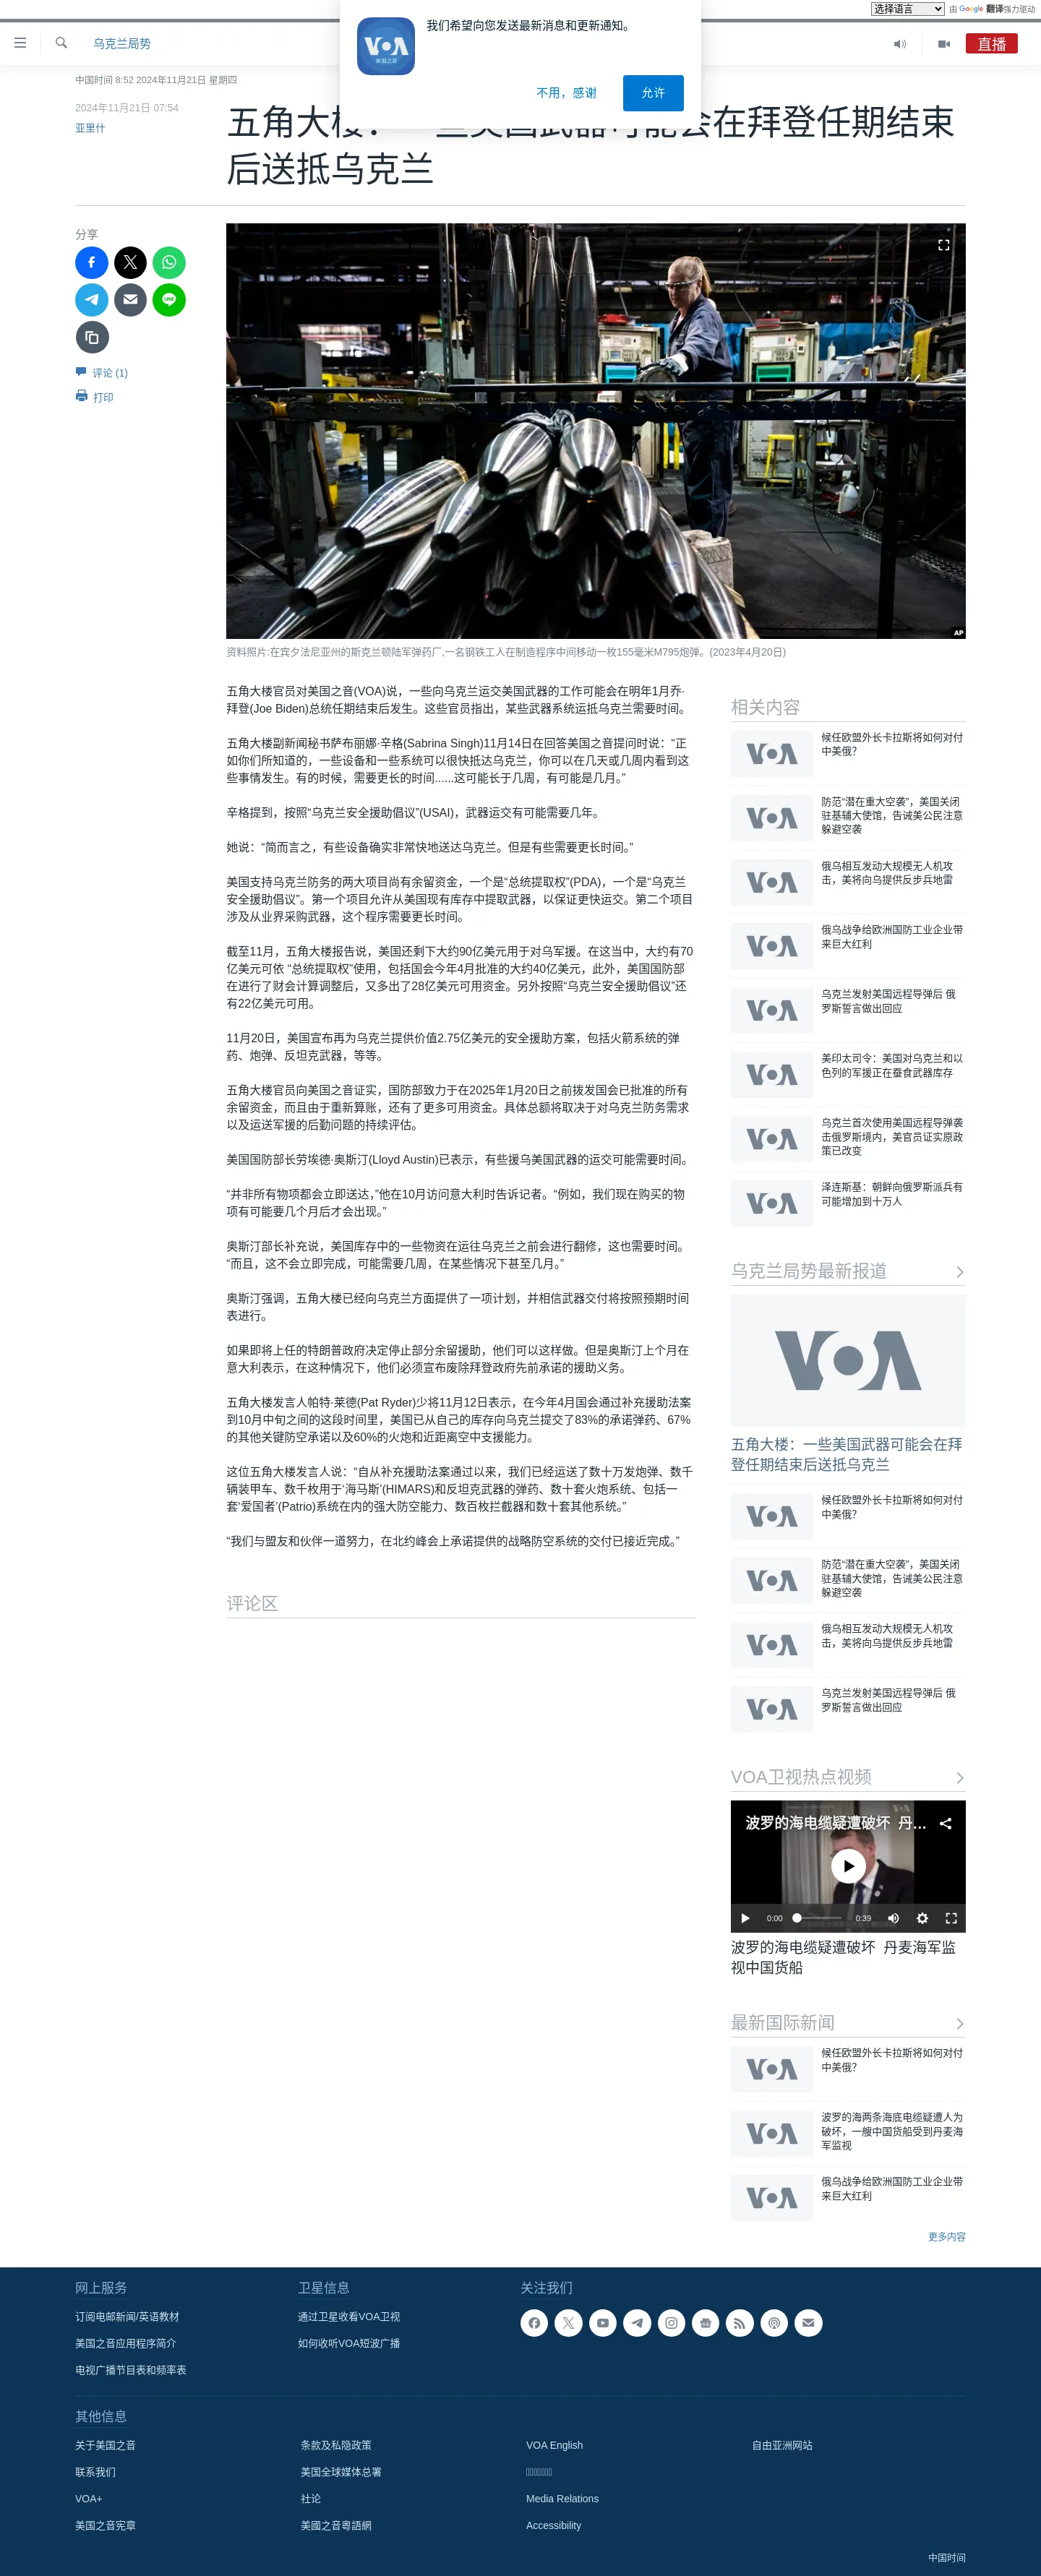 选择语言
由 Google 翻译强力驱动
乌克兰局势
直播
VOA
美国之音
我们希望向您发送最新消息和更新通知。
不用，感谢
允许
中国时间 8:52 2024年11月21日 星期四
2024年11月21日 07:54
亚里什
五角大楼：一些美国武器可能会在拜登任期结束
后送抵乌克兰
分享
LINE
评论 (1)
打印
AP
资料照片:在宾夕法尼亚州的斯克兰顿陆军弹药厂,一名钢铁工人在制造程序中间移动一枚155毫米M795炮弹。(2023年4月20日)
五角大楼官员对美国之音(VOA)说，一些向乌克兰运交美国武器的工作可能会在明年1月乔·
拜登(Joe Biden)总统任期结束后发生。这些官员指出，某些武器系统运抵乌克兰需要时间。
五角大楼副新闻秘书萨布丽娜·辛格(Sabrina Singh)11月14日在回答美国之音提问时说：“正
如你们所知道的，一些设备和一些系统可以很快抵达乌克兰，你可以在几天或几周内看到这
些事情发生。有的时候，需要更长的时间……这可能长于几周，有可能是几月。”
辛格提到，按照“乌克兰安全援助倡议”(USAI)，武器运交有可能需要几年。
她说：“简而言之，有些设备确实非常快地送达乌克兰。但是有些需要更长时间。”
美国支持乌克兰防务的两大项目尚有余留资金，一个是“总统提取权”(PDA)，一个是“乌克兰
安全援助倡议”。第一个项目允许从美国现有库存中提取武器，以保证更快运交。第二个项目
涉及从业界采购武器，这个程序需要更长时间。
截至11月，五角大楼报告说，美国还剩下大约90亿美元用于对乌军援。在这当中，大约有70
亿美元可依 “总统提取权”使用，包括国会今年4月批准的大约40亿美元，此外，美国国防部
在进行了财会计算调整后，又多出了28亿美元可用资金。另外按照“乌克兰安全援助倡议”还
有22亿美元可用。
11月20日，美国宣布再为乌克兰提供价值2.75亿美元的安全援助方案，包括火箭系统的弹
药、炮弹、反坦克武器，等等。
五角大楼官员向美国之音证实，国防部致力于在2025年1月20日之前拨发国会已批准的所有
余留资金，而且由于重新算账，还有了更多可用资金。具体总额将取决于对乌克兰防务需求
以及运送军援的后勤问题的持续评估。
美国国防部长劳埃德·奥斯汀(Lloyd Austin)已表示，有些援乌美国武器的运交可能需要时间。
“并非所有物项都会立即送达，”他在10月访问意大利时告诉记者。“例如，我们现在购买的物
项有可能要几个月后才会出现。”
奥斯汀部长补充说，美国库存中的一些物资在运往乌克兰之前会进行翻修，这也需要时间。
“而且，这不会立即完成，可能需要几周，在某些情况下甚至几月。”
奥斯汀强调，五角大楼已经向乌克兰方面提供了一项计划，并相信武器交付将按照预期时间
表进行。
如果即将上任的特朗普政府决定停止部分余留援助，他们可以这样做。但是奥斯汀上个月在
意大利表示，在这种情况下，他们必须宣布废除拜登政府先前承诺的援助义务。
五角大楼发言人帕特·莱德(Pat Ryder)少将11月12日表示，在今年4月国会通过补充援助法案
到10月中旬之间的这段时间里，美国已从自己的库存向乌克兰提交了83%的承诺弹药、67%
的其他关键防空承诺以及60%的火炮和近距离空中支援能力。
这位五角大楼发言人说：“自从补充援助法案通过以来，我们已经运送了数十万发炮弹、数千
辆装甲车、数千枚用于‘海马斯’(HIMARS)和反坦克武器的弹药、数十套火炮系统、包括一
套‘爱国者’(Patrio)系统在内的强大防空能力、数百枚拦截器和数十套其他系统。”
“我们与盟友和伙伴一道努力，在北约峰会上承诺提供的战略防空系统的交付已接近完成。”
评论区
相关内容
VOA
候任欧盟外长卡拉斯将如何对付
中美俄？
VOA
防范“潜在重大空袭”，美国关闭
驻基辅大使馆，告诫美公民注意
躲避空袭
VOA
俄乌相互发动大规模无人机攻
击，美将向乌提供反步兵地雷
VOA
俄乌战争给欧洲国防工业企业带
来巨大红利
VOA
乌克兰发射美国远程导弹后 俄
罗斯誓言做出回应
VOA
美印太司令：美国对乌克兰和以
色列的军援正在蚕食武器库存
VOA
乌克兰首次使用美国远程导弹袭
击俄罗斯境内，美官员证实原政
策已改变
VOA
泽连斯基：朝鲜向俄罗斯派兵有
可能增加到十万人
乌克兰局势最新报道
VOA
五角大楼：一些美国武器可能会在拜
登任期结束后送抵乌克兰
VOA
候任欧盟外长卡拉斯将如何对付
中美俄？
VOA
防范“潜在重大空袭”，美国关闭
驻基辅大使馆，告诫美公民注意
躲避空袭
VOA
俄乌相互发动大规模无人机攻
击，美将向乌提供反步兵地雷
VOA
乌克兰发射美国远程导弹后 俄
罗斯誓言做出回应
VOA卫视热点视频
波罗的海电缆疑遭破坏 丹...
0:00
0:39
波罗的海电缆疑遭破坏 丹麦海军监
视中国货船
最新国际新闻
VOA
候任欧盟外长卡拉斯将如何对付
中美俄？
VOA
波罗的海两条海底电缆疑遭人为
破坏，一艘中国货船受到丹麦海
军监视
VOA
俄乌战争给欧洲国防工业企业带
来巨大红利
更多内容
网上服务
订阅电邮新闻/英语教材
美国之音应用程序简介
电视广播节目表和频率表
卫星信息
通过卫星收看VOA卫视
如何收听VOA短波广播
关注我们
其他信息
关于美国之音
条款及私隐政策
VOA English
自由亚洲网站
联系我们
美国全球媒体总署
VOA+
社论
Media Relations
美国之音宪章
美國之音粵語網
Accessibility
中国时间